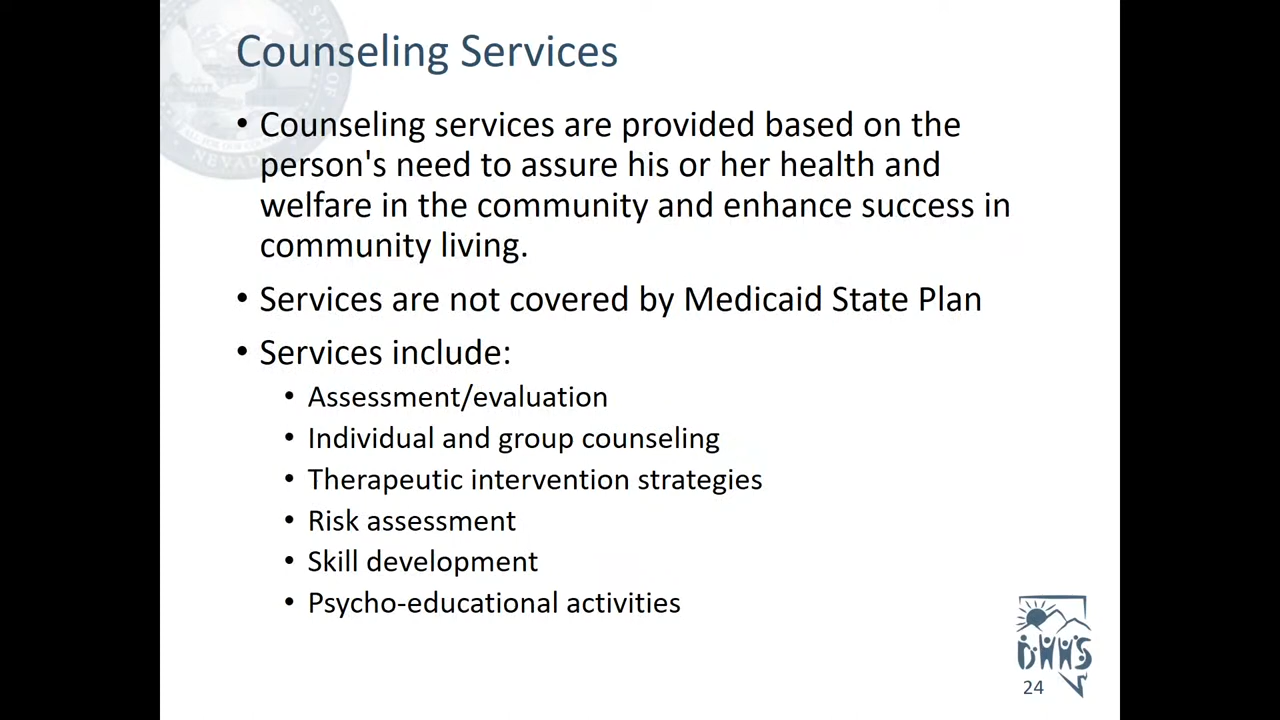 Counseling Services
• Counseling services are provided based on the
person's need to assure his or her health and
welfare in the community and enhance success in
community living.
• Services are not covered by Medicaid State Plan
• Services include:
• Assessment/evaluation
• Individual and group counseling
• Therapeutic intervention strategies
• Risk assessment
• Skill development
• Psycho-educational activities
DHHS
24
NEVADA